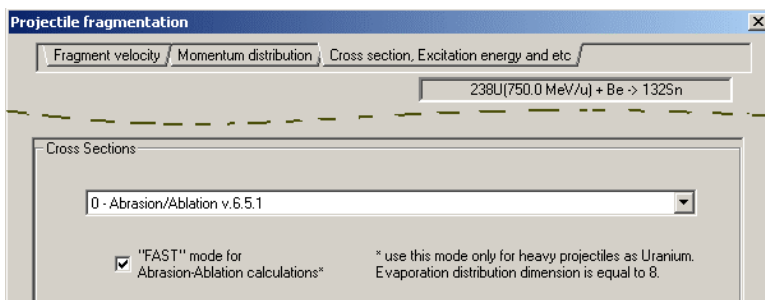 Projectile fragmentation
Fragment velocity Momentum distribution Cross section, Excitation energy and etc
238U(750.0 MeV/u) + Be -> 132Sn
Cross Sections
0 - Abrasion/Ablation v.6.5.1
"FAST" mode for
Abrasion-Ablation calculations*
* use this mode only for heavy projectiles as Uranium.
Evaporation distribution dimension is equal to 8.